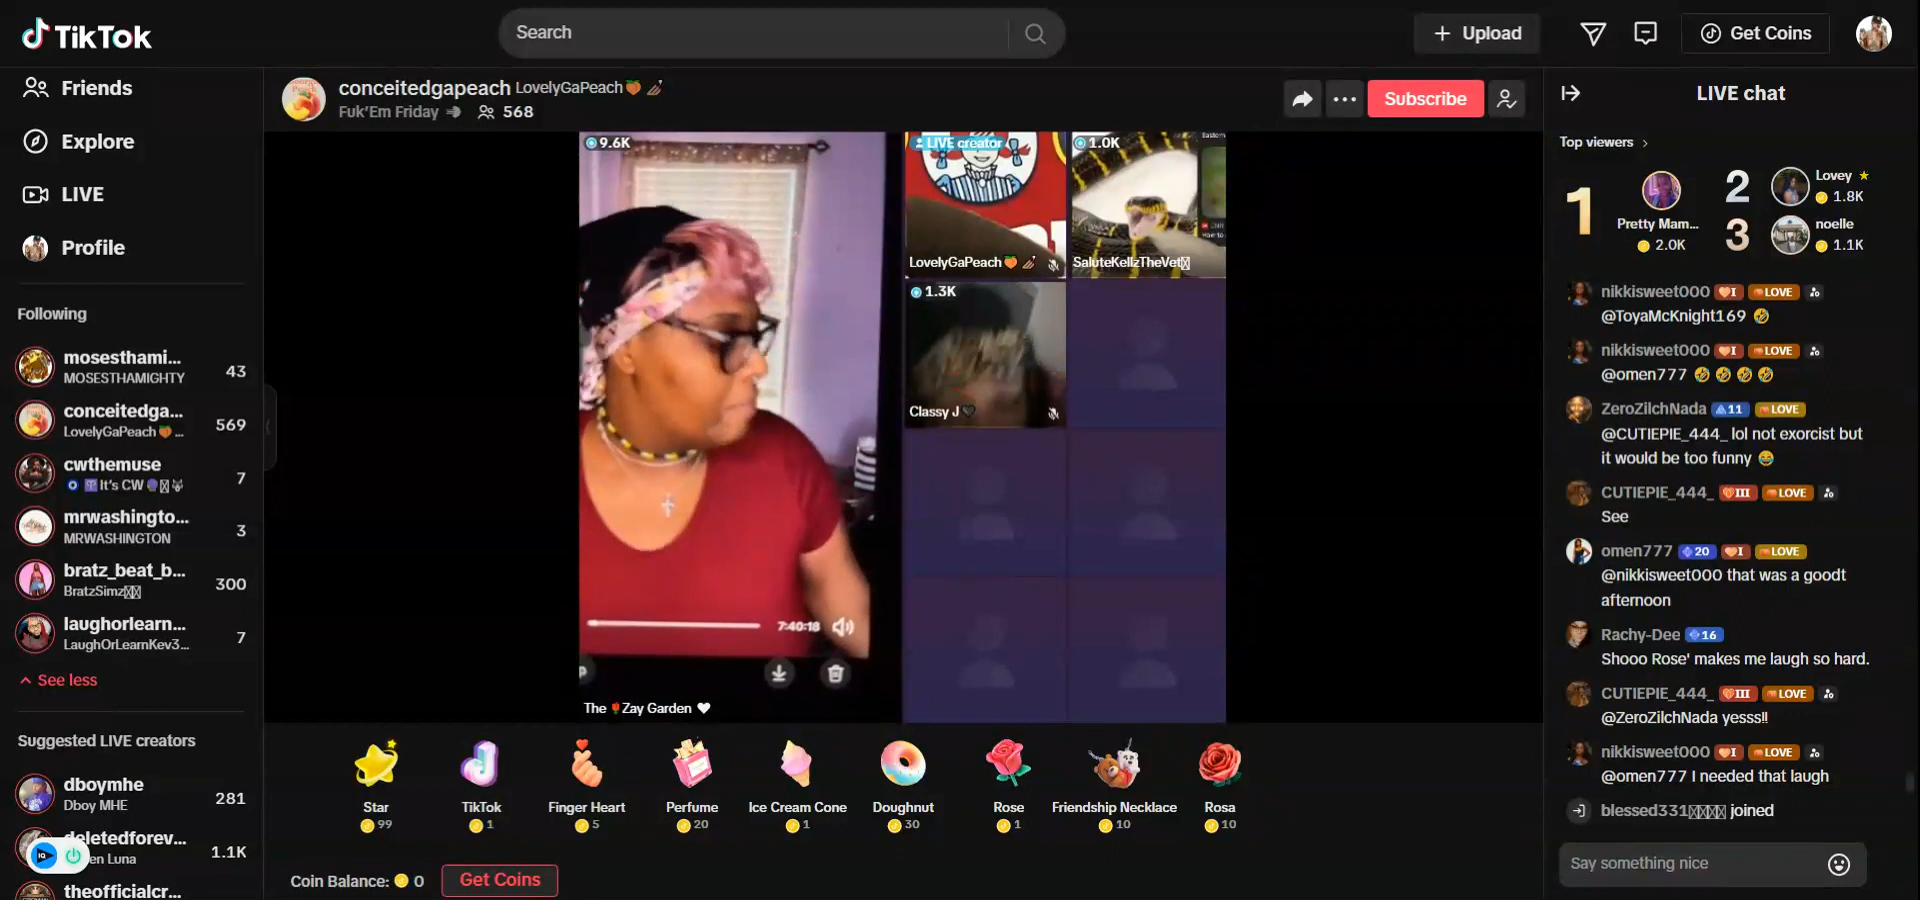 TikTok
Search
Upload
Get Coins
Friends
Explore
LIVE
Profile
Following
mosesthami...
MOSESTHAMIGHTY
43
conceitedga...
LovelyGaPeach🍑...
569
cwthemuse
It's CW
7
mrwashingto...
MRWASHINGTON
3
bratz_beat_b...
BratzSimz
300
laughorlearn...
LaughOrLearnKev3...
7
See less
Suggested LIVE creators
dboymhe
Dboy MHE
281
deletedforev...
en Luna
1.1K
theofficialcr...
conceitedgapeach LovelyGaPeach🍑💅🏾
Fuk'Em Friday 💨 568
Subscribe
9.6K
LIVE creator
LovelyGaPeach🍑💅🏾
1.0K
SaluteKellzTheVet
1.3K
Classy J🖤
7:40:18
The 🌹Zay Garden 🤍
Star
99
TikTok
1
Finger Heart
5
Perfume
20
Ice Cream Cone
1
Doughnut
30
Rose
1
Friendship Necklace
10
Rosa
10
Coin Balance: 0
Get Coins
LIVE chat
Top viewers
1
Pretty Mam...
2.0K
2
Lovey
1.8K
3
noelle
1.1K
nikkisweet000 I LOVE
@ToyaMcKnight169 🤣
nikkisweet000 I LOVE
@omen777 🤣🤣🤣🤣
ZeroZilchNada 11 LOVE
@CUTIEPIE_444_ lol not exorcist but
it would be too funny 😂
CUTIEPIE_444_ III LOVE
See
omen777 20 I LOVE
@nikkisweet000 that was a goodt
afternoon
Rachy-Dee 16
Shooo Rose' makes me laugh so hard.
CUTIEPIE_444_ III LOVE
@ZeroZilchNada yesss!!
nikkisweet000 I LOVE
@omen777 I needed that laugh
blessed331 joined
Say something nice